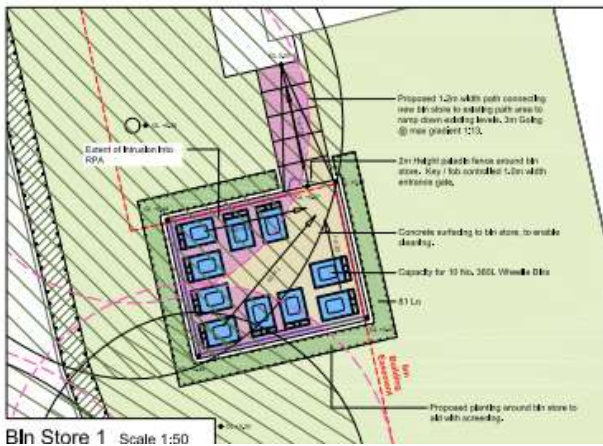 Proposed 1.2m width path connecting
new bin store to existing path area to
ramp down existing levels. 3m Going
@ max gradient 1:13.
Extent of Intrusion Into
RPA
2m Height paladin fence around bin
store. Key / fob controlled 1.0m width
entrance gate.
Concrete surfacing to bin store, to enable
cleaning.
Capacity for 10 No. 360L Wheelie Bins
Building
Easement
Proposed planting around bin store to
aid with screening.
Bin Store 1 Scale 1:50